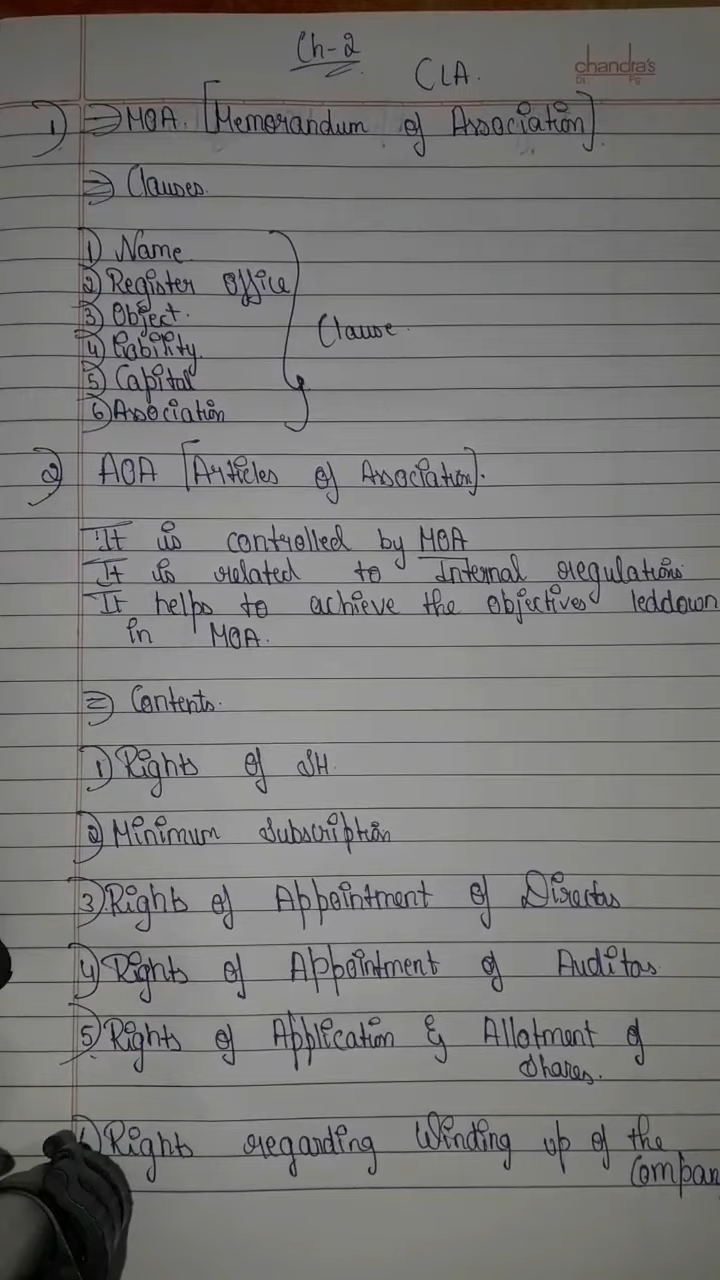 Ch-2
CLA.
chandra's
1) ⇒ MOA. [Memorandum of Association].
⇒ Clauses.
1) Name
2) Register office
3) Object.
4) Liability.
5) Capital
6) Association
Clause.
2) AOA [Articles of Association].
It is controlled by MOA
It is related to Internal regulations
It helps to achieve the objectives leddown
in MOA.
⇒ Contents.
1) Rights of SH.
2) Minimum Subscription
3) Rights of Appointment of Directors
4) Rights of Appointment of Auditors.
5) Rights of Application & Allotment of
Shares.
6) Rights regarding Winding up of the
Compan